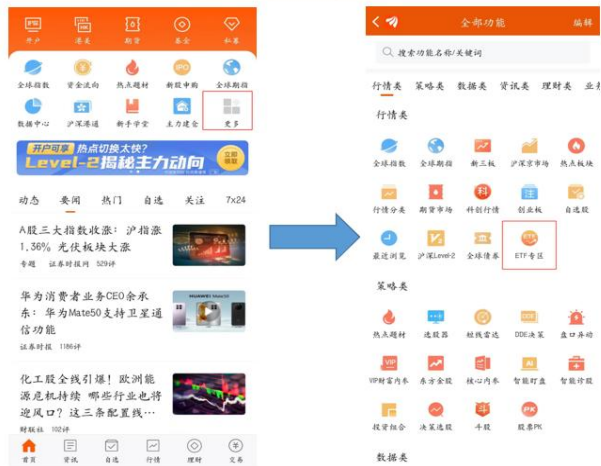 开户 港美 期货 基金 私募
全球指数 资金流向 热点题材 新股申购 全球期指
数据中心 沪深港通 新手学堂 主力建仓 更多
开户可享 热点切换太快?
Level-2揭秘主力动向
立即领取
动态 要闻 热门 自选 关注 7x24
A股三大指数收涨:沪指涨
1.36% 光伏板块大涨
专题 证券时报网 529评
华为消费者业务CEO余承
东:华为Mate50支持卫星通
信功能
证券时报 1186评
HUAWEI Mate50
化工股全线引爆!欧洲能
源危机持续 哪些行业也将
迎风口?这三条配置线…
财联社 102评
首页 资讯 自选 行情 理财 交易
全部功能 编辑
搜索功能名称/关键词
行情类 策略类 数据类 资讯类 理财类 业
行情类
全球指数 全球期指 新三板 沪深京市场 热点板块
行情分类 期货市场 科创行情 创业板 自选股
最近浏览 沪深Level-2 全球债券 ETF专区
策略类
热点题材 选股器 短线雷达 DDE决策 盘口异动
VIP财富内参 东方金股 核心内参 智能盯盘 智能诊股
投资组合 决策选股 斗股 股票PK
数据类